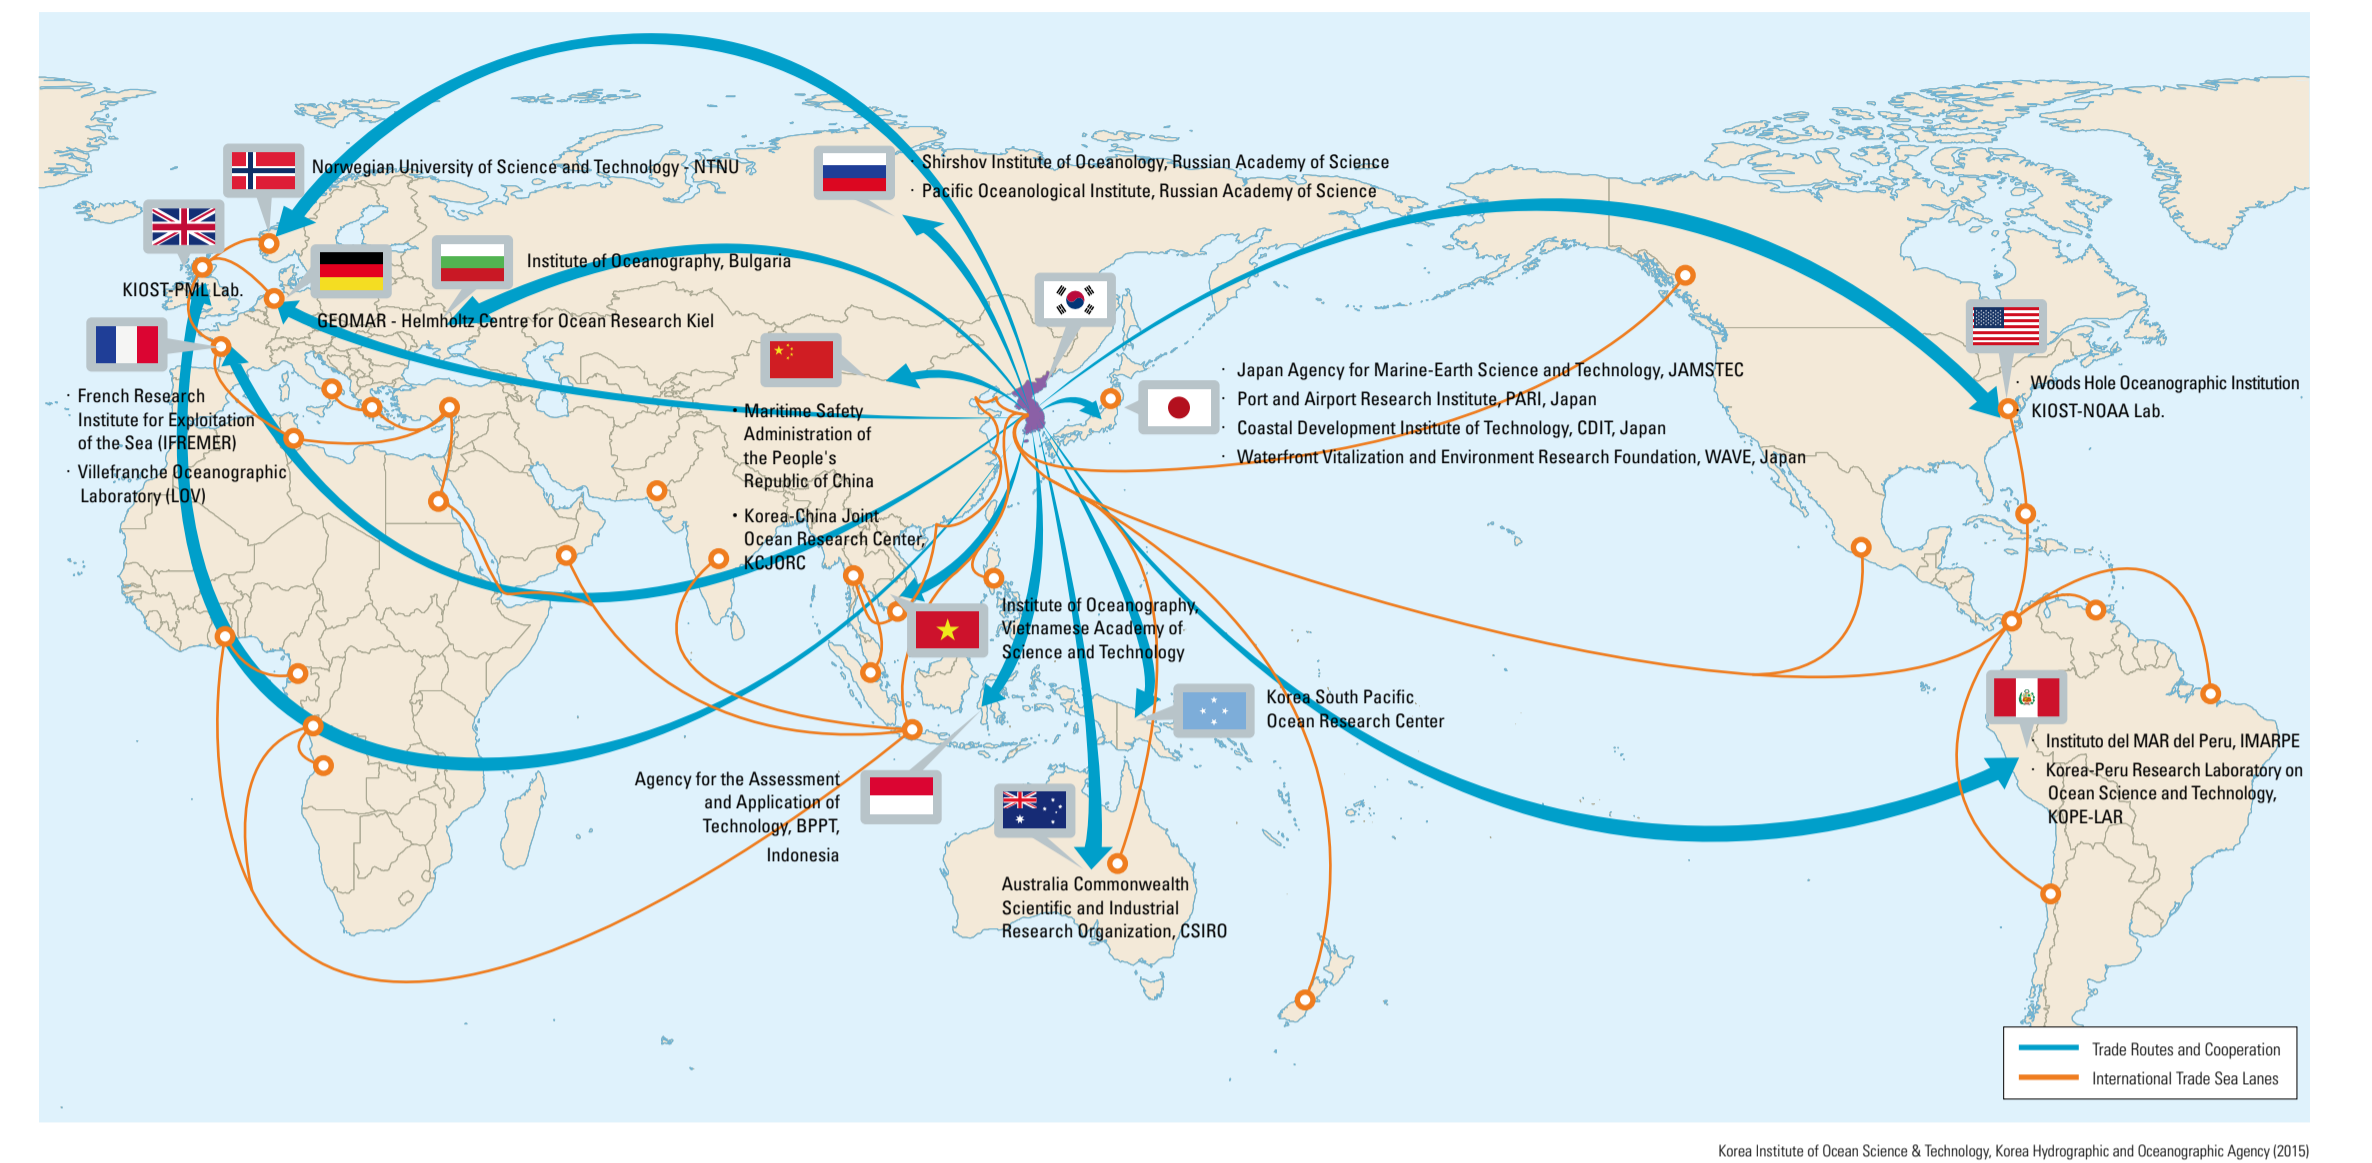 Norwegian University of Science and Technology - NTNU
· Shirshov Institute of Oceanology, Russian Academy of Science
· Pacific Oceanological Institute, Russian Academy of Science
Institute of Oceanography, Bulgaria
KIOST-PML Lab.
GEOMAR - Helmholtz Centre for Ocean Research Kiel
· French Research
Institute for Exploitation
of the Sea (IFREMER)
· Villefranche Oceanographic
Laboratory (LOV)
• Maritime Safety
Administration of
the People's
Republic of China
• Korea-China Joint
Ocean Research Center,
KCJORC
· Japan Agency for Marine-Earth Science and Technology, JAMSTEC
· Port and Airport Research Institute, PARI, Japan
· Coastal Development Institute of Technology, CDIT, Japan
· Waterfront Vitalization and Environment Research Foundation, WAVE, Japan
· Woods Hole Oceanographic Institution
· KIOST-NOAA Lab.
Institute of Oceanography,
Vietnamese Academy of
Science and Technology
Korea South Pacific
Ocean Research Center
Agency for the Assessment
and Application of
Technology, BPPT,
Indonesia
Australia Commonwealth
Scientific and Industrial
Research Organization, CSIRO
· Instituto del MAR del Peru, IMARPE
· Korea-Peru Research Laboratory on
Ocean Science and Technology,
KOPE-LAR
Trade Routes and Cooperation
International Trade Sea Lanes
Korea Institute of Ocean Science & Technology, Korea Hydrographic and Oceanographic Agency (2015)